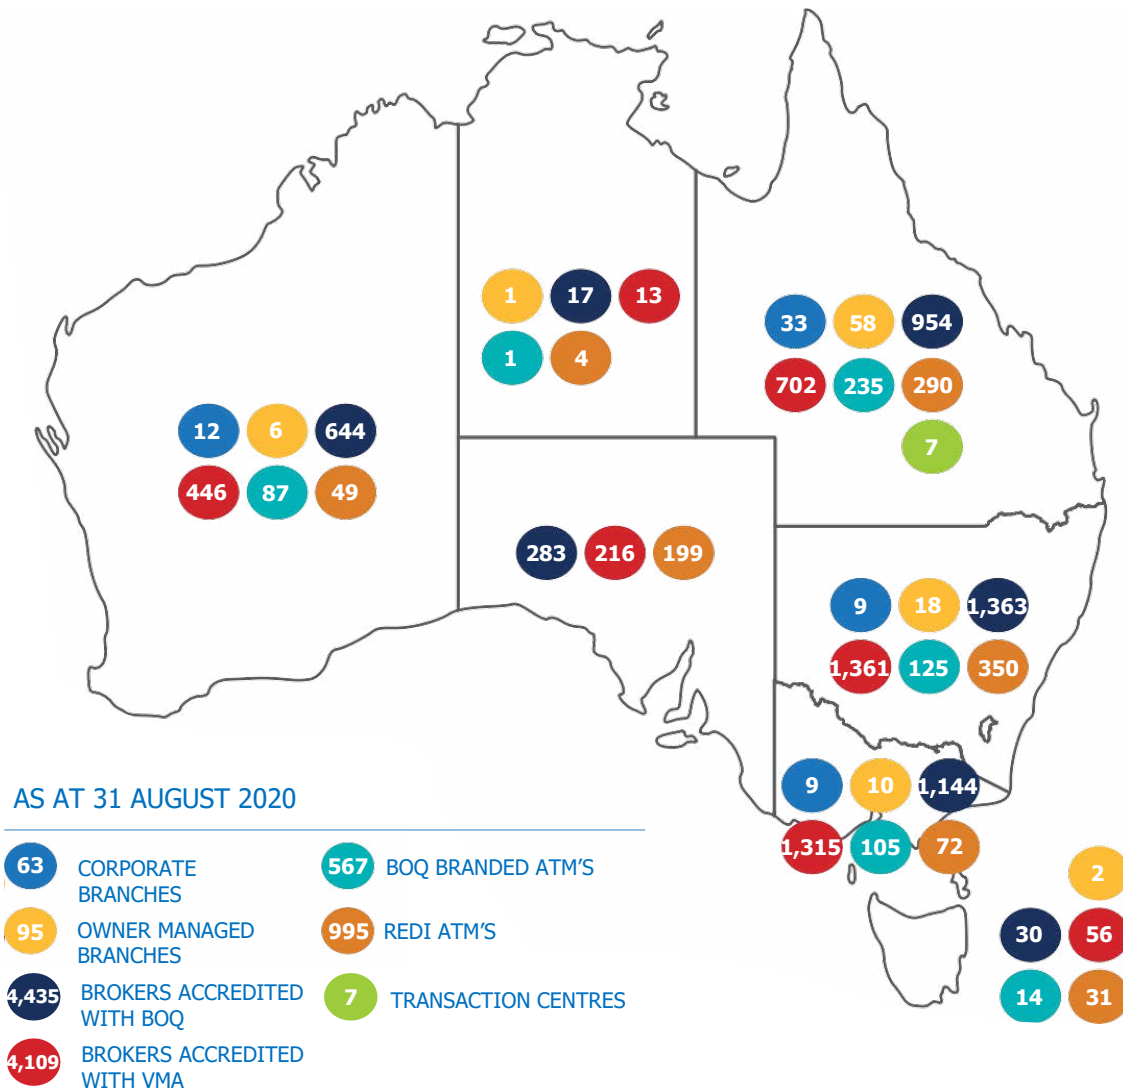 1 17 13
1 4
33 58 954
702 235 290
7
12 6 644
446 87 49
283 216 199
9 18 1,363
1,361 125 350
9 10 1,144
1,315 105 72
2
30 56
14 31
AS AT 31 AUGUST 2020
63 CORPORATE
BRANCHES
95 OWNER MANAGED
BRANCHES
4,435 BROKERS ACCREDITED
WITH BOQ
4,109 BROKERS ACCREDITED
WITH VMA
567 BOQ BRANDED ATM'S
995 REDI ATM'S
7 TRANSACTION CENTRES